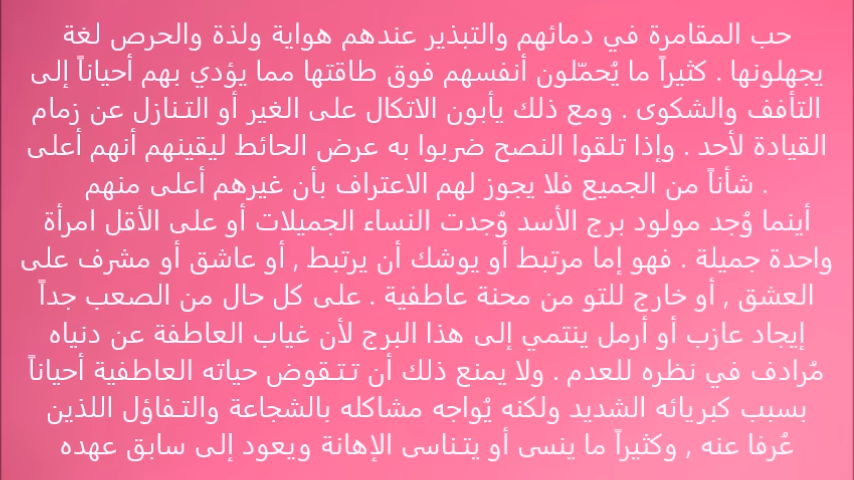 حب المقامرة في دمائهم والتبذير عندهم هواية ولذة والحرص لغة
يجهلونها . كثيراً ما يُحمّلون أنفسهم فوق طاقتها مما يؤدي بهم أحياناً إلى
التأفف والشكوى . ومع ذلك يأبون الاتكال على الغير أو التـنازل عن زمام
القيادة لأحد . وإذا تلقوا النصح ضربوا به عرض الحائط ليقينهم أنهم أعلى
شأناً من الجميع فلا يجوز لهم الاعتراف بأن غيرهم أعلى منهم .
أينما وُجد مولود برج الأسد وُجدت النساء الجميلات أو على الأقل امرأة
واحدة جميلة . فهو إما مرتبط أو يوشك أن يرتبط , أو عاشق أو مشرف على
العشق , أو خارج للتو من محنة عاطفية . على كل حال من الصعب جداً
إيجاد عازب أو أرمل ينتمي إلى هذا البرج لأن غياب العاطفة عن دنياه
مُرادف في نظره للعدم . ولا يمنع ذلك أن تـتـقوض حياته العاطفية أحياناً
بسبب كبريائه الشديد ولكنه يُواجه مشاكله بالشجاعة والتـفاؤل اللذين
عُرفا عنه , وكثيراً ما ينسى أو يتـناسى الإهانة ويعود إلى سابق عهده